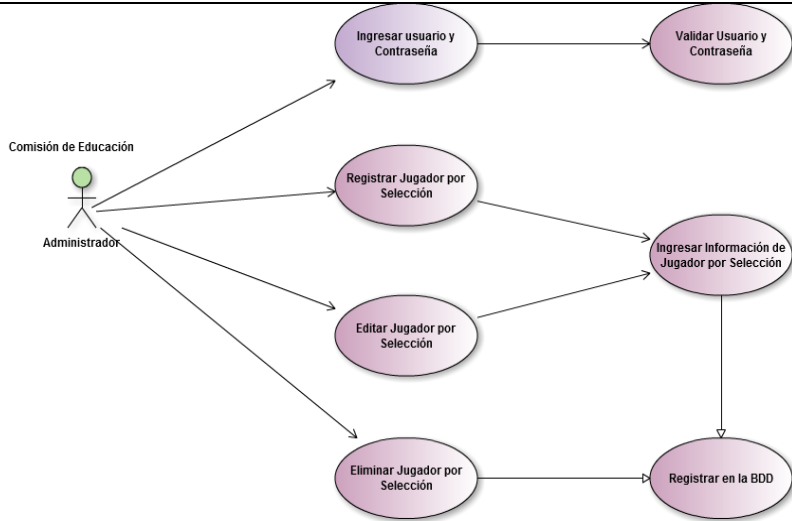 Ingresar usuario y
Contraseña
Validar Usuario y
Contraseña
Comisión de Educación
Administrador
Registrar Jugador por
Selección
Ingresar Información de
Jugador por Selección
Editar Jugador por
Selección
Eliminar Jugador por
Selección
Registrar en la BDD